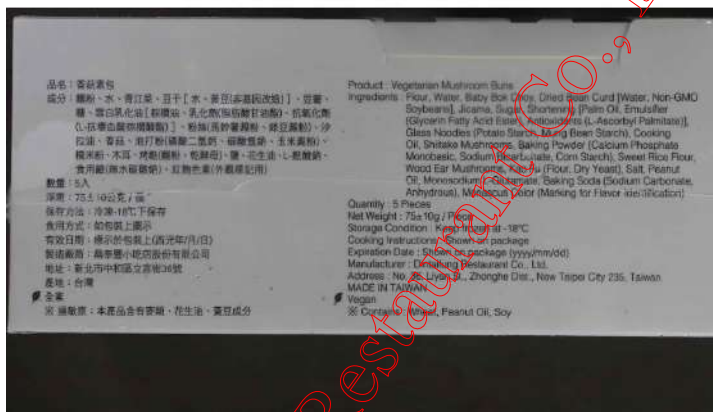 品名：香菇素包
成分：麵粉、水、青江菜、豆干［水、黃豆(非基因改造)］、豆薯、
糖、雪白乳化油［棕櫚油、乳化劑(脂肪酸甘油酯)、抗氧化劑
(L-抗壞血酸棕櫚酸酯)］、粉絲(馬鈴薯澱粉、綠豆澱粉)、沙
拉油、香菇、泡打粉(磷酸二氫鈣、碳酸氫鈉、玉米澱粉)、
糯米粉、木耳、烤麩(麵粉、乾酵母)、鹽、花生油、L-麩酸鈉、
食用鹼(無水碳酸鈉)、紅麴色素(外觀標記用)
數量：5入
淨重：75±10公克／個
保存方法：冷凍-18℃下保存
食用方式：如包裝上圖示
有效日期：標示於包裝上(西元年/月/日)
製造廠商：鼎泰豐小吃店股份有限公司
地址：新北市中和區立言街36號
產地：台灣
全素
※ 過敏原：本產品含有麥類、花生油、黃豆成分
Product : Vegetarian Mushroom Buns
Ingredients : Flour, Water, Baby Bok Choy, Dried Bean Curd [Water, Non-GMO
Soybeans], Jicama, Sugar, Shortening [Palm Oil, Emulsifier
(Glycerin Fatty Acid Ester), Antioxidants (L-Ascorbyl Palmitate)],
Glass Noodles (Potato Starch, Mung Bean Starch), Cooking
Oil, Shiitake Mushrooms, Baking Powder (Calcium Phosphate
Monobasic, Sodium Bicarbonate, Corn Starch), Sweet Rice Flour,
Wood Ear Mushrooms, Kao Fu (Flour, Dry Yeast), Salt, Peanut
Oil, Monosodium L-Glutamate, Baking Soda (Sodium Carbonate,
Anhydrous), Monascus Color (Marking for Flavor Identification)
Quantity : 5 Pieces
Net Weight : 75±10g / Piece
Storage Condition : Keep frozen at -18°C
Cooking Instructions : Shown on package
Expiration Date : Shown on package (yyyy/mm/dd)
Manufacturer : Dintaifung Restaurant Co., Ltd.
Address : No. 36, Liyan St., Zhonghe Dist., New Taipei City 235, Taiwan
MADE IN TAIWAN
Vegan
※ Contains : Wheat, Peanut Oil, Soy
Restaurant Co.,